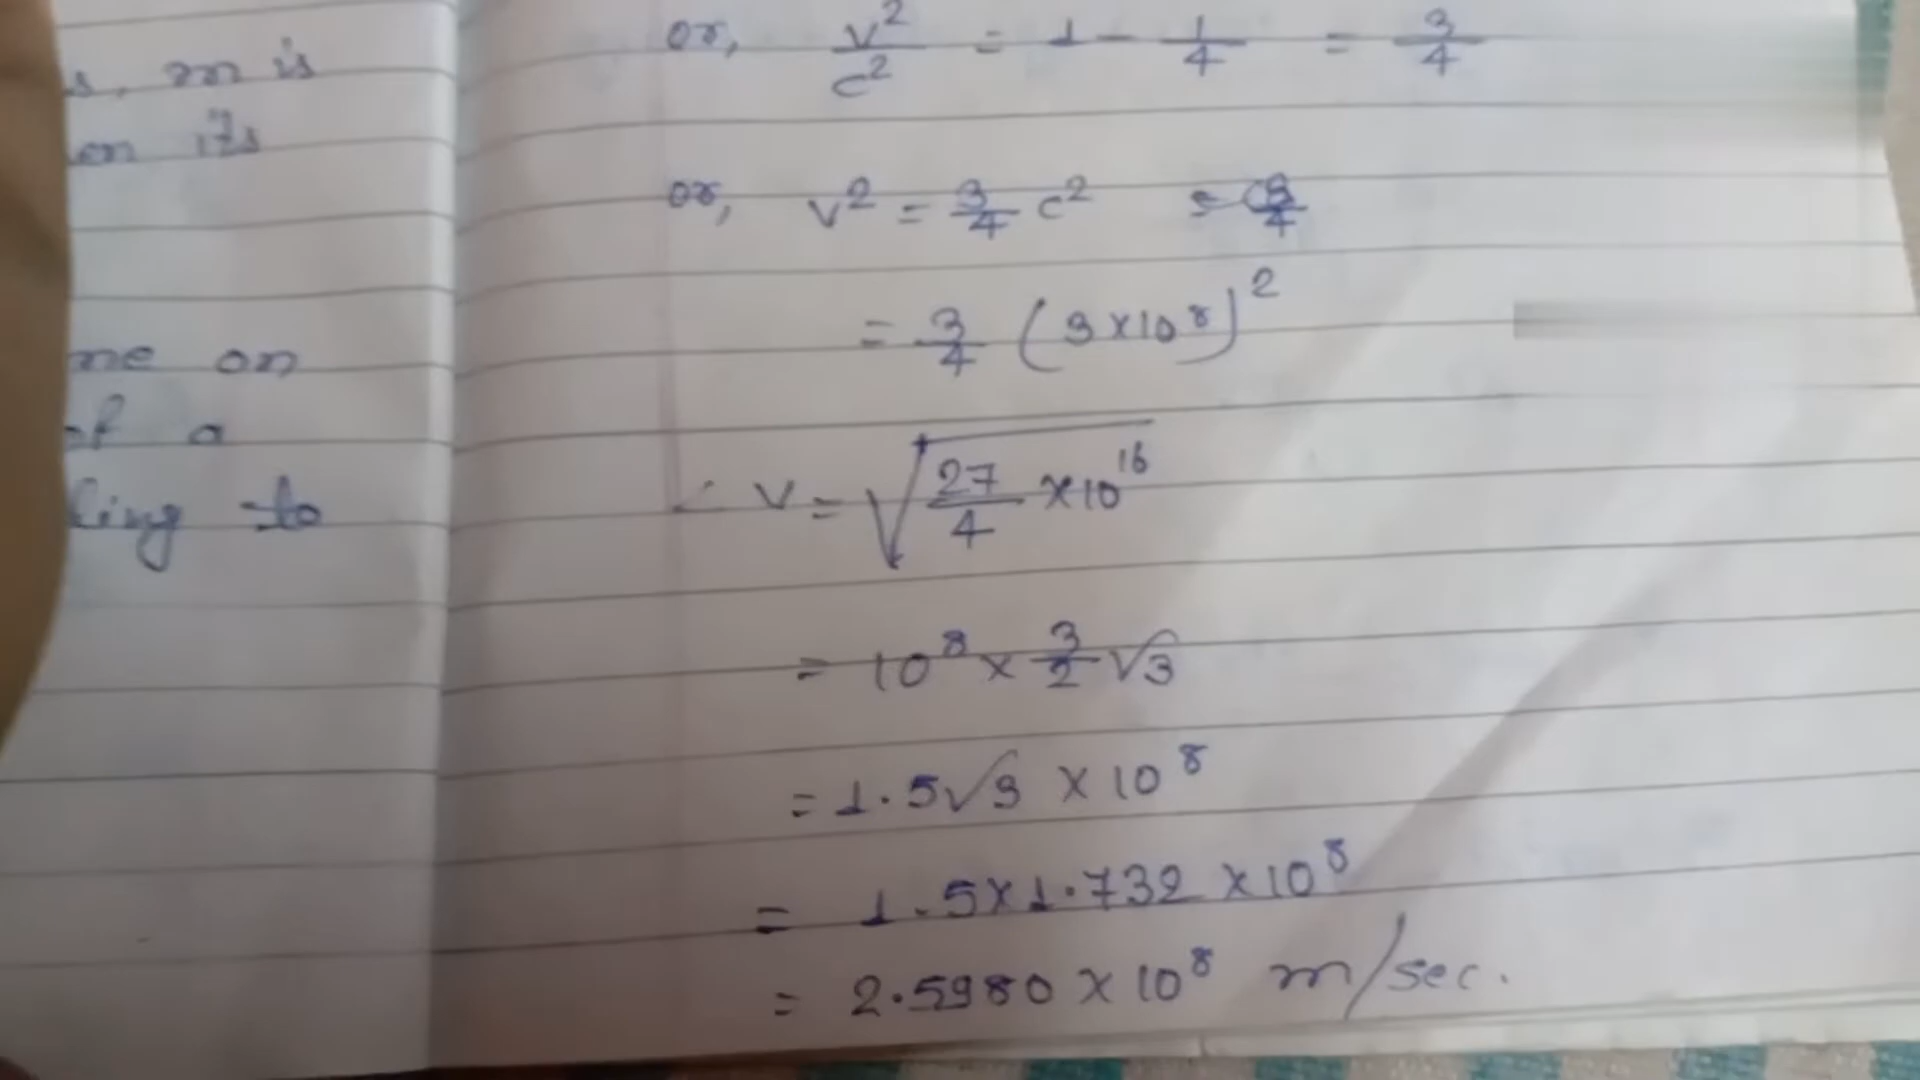 s, m is
on its
me on
of a
ling to
or, v²/c² = 1 - 1/4 = 3/4
or, v² = 3/4 c²
= 3/4 (3×10⁸)²
∴ v = √(27/4 ×10¹⁶)
= 10⁸ × 3/2 √3
= 1.5√3 × 10⁸
= 1.5×1.732 ×10⁸
= 2.5980 × 10⁸ m/sec.